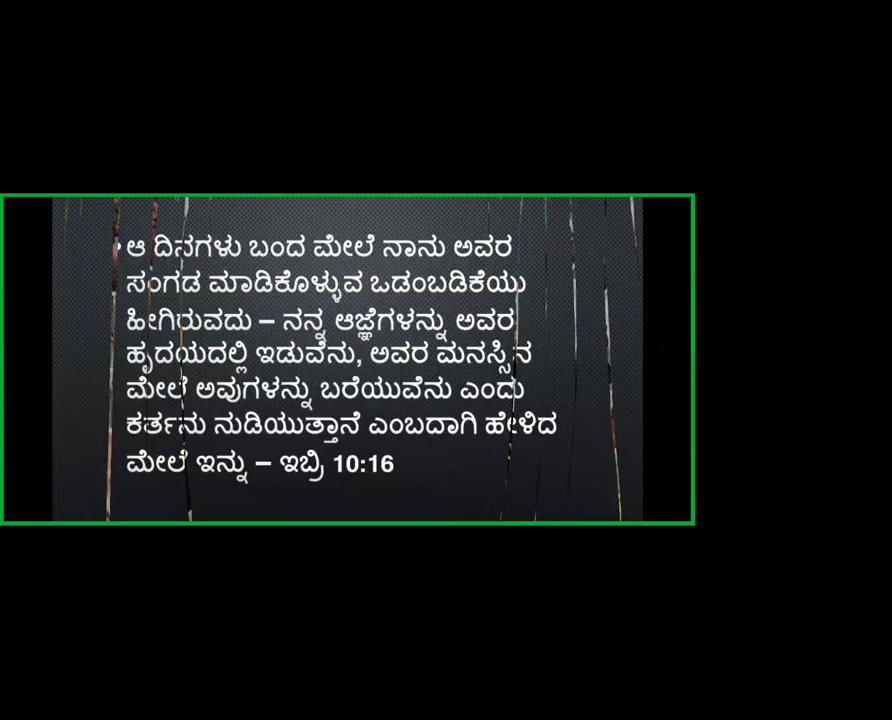 • ಆ ದಿನಗಳು ಬಂದ ಮೇಲೆ ನಾನು ಅವರ
ಸಂಗಡ ಮಾಡಿಕೊಳ್ಳುವ ಒಡಂಬಡಿಕೆಯು
ಹೀಗಿರುವದು – ನನ್ನ ಆಜ್ಞೆಗಳನ್ನು ಅವರ
ಹೃದಯದಲ್ಲಿ ಇಡುವೆನು, ಅವರ ಮನಸ್ಸಿನ
ಮೇಲೆ ಅವುಗಳನ್ನು ಬರೆಯುವೆನು ಎಂದು
ಕರ್ತನು ನುಡಿಯುತ್ತಾನೆ ಎಂಬದಾಗಿ ಹೇಳಿದ
ಮೇಲೆ ಇನ್ನು – ಇಬ್ರಿ 10:16